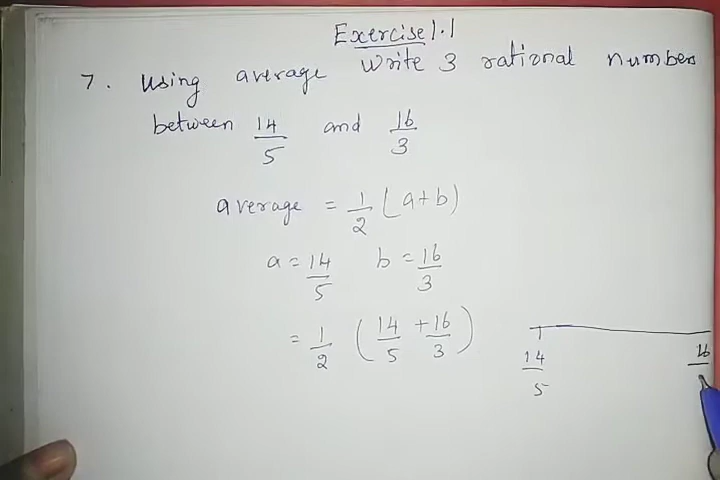 Exercise 1.1
7. Using average write 3 rational numbers
between 14/5 and 16/3
average = 1/2 (a+b)
a = 14/5 b = 16/3
= 1/2 (14/5 + 16/3)
14/5 16